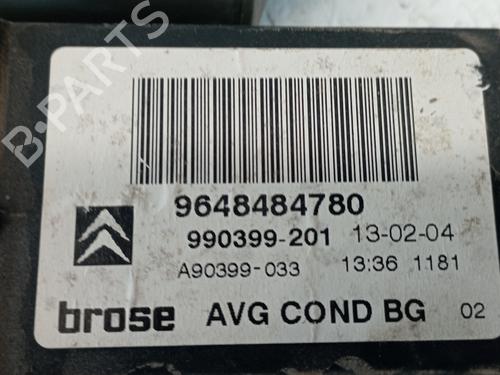 B-PARTS
9648484780
990399-201 13-02-04
A90399-033 13:36 1181
brose AVG COND BG 02